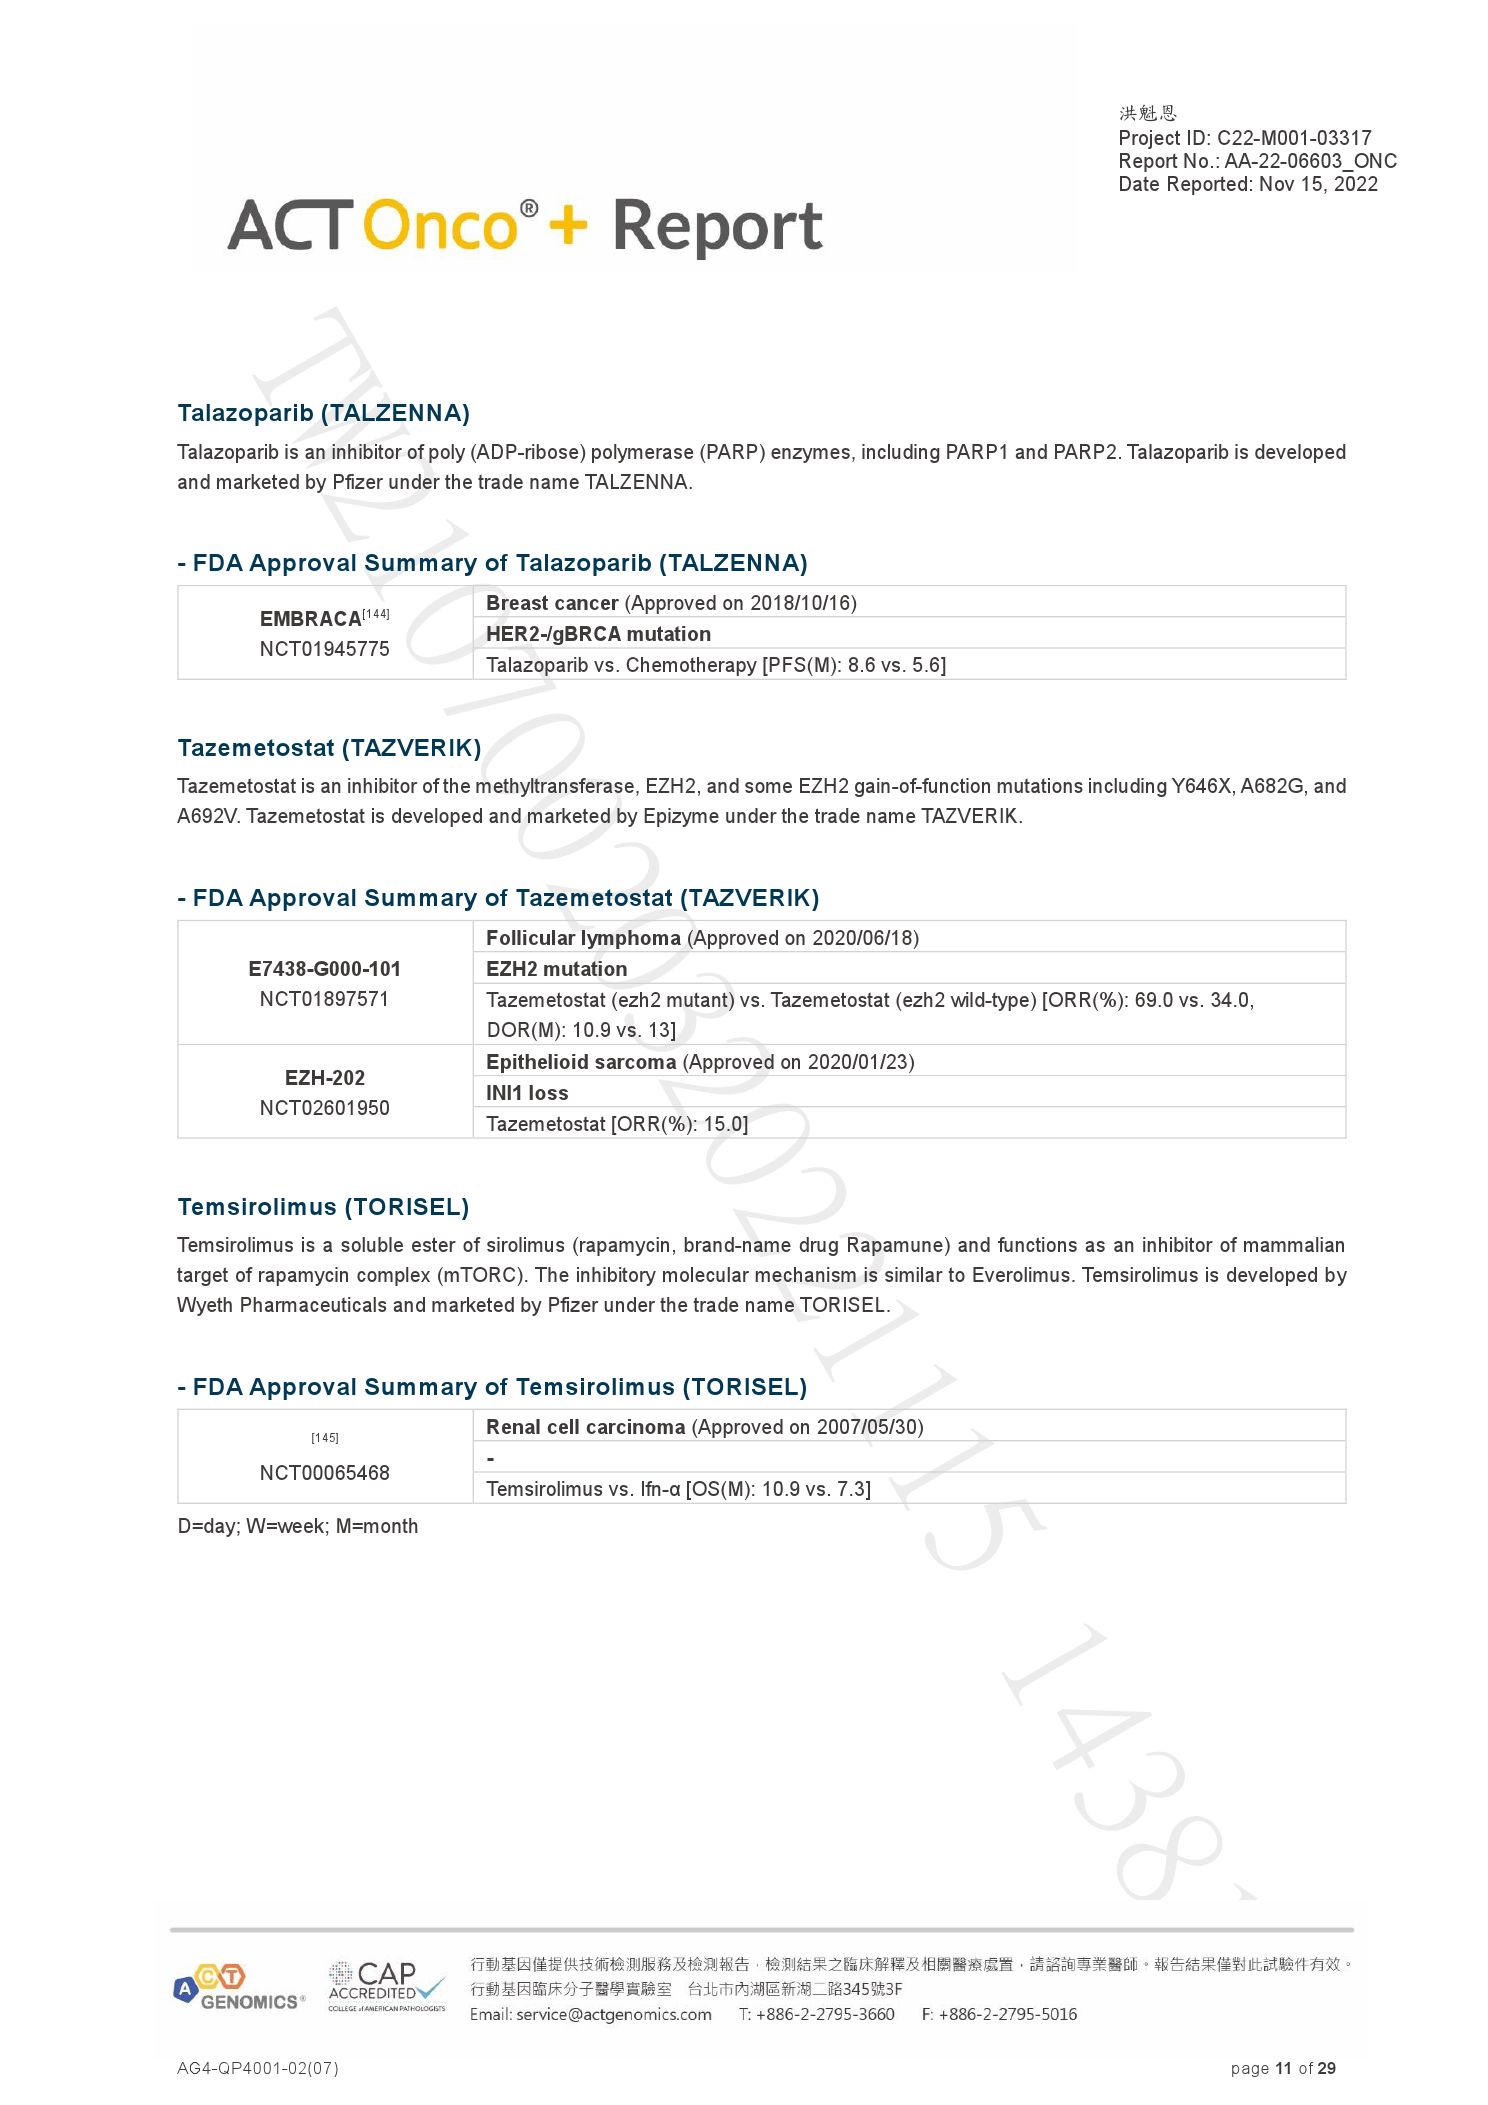 洪魁恩
Project ID: C22-M001-03317
Report No.: AA-22-06603_ONC
Date Reported: Nov 15, 2022
ACTOnco®+ Report
Talazoparib (TALZENNA)
Talazoparib is an inhibitor of poly (ADP-ribose) polymerase (PARP) enzymes, including PARP1 and PARP2. Talazoparib is developed
and marketed by Pfizer under the trade name TALZENNA.
- FDA Approval Summary of Talazoparib (TALZENNA)
EMBRACA[144]
NCT01945775
Breast cancer (Approved on 2018/10/16)
HER2-/gBRCA mutation
Talazoparib vs. Chemotherapy [PFS(M): 8.6 vs. 5.6]
Tazemetostat (TAZVERIK)
Tazemetostat is an inhibitor of the methyltransferase, EZH2, and some EZH2 gain-of-function mutations including Y646X, A682G, and
A692V. Tazemetostat is developed and marketed by Epizyme under the trade name TAZVERIK.
- FDA Approval Summary of Tazemetostat (TAZVERIK)
E7438-G000-101
NCT01897571
Follicular lymphoma (Approved on 2020/06/18)
EZH2 mutation
Tazemetostat (ezh2 mutant) vs. Tazemetostat (ezh2 wild-type) [ORR(%): 69.0 vs. 34.0,
DOR(M): 10.9 vs. 13]
EZH-202
NCT02601950
Epithelioid sarcoma (Approved on 2020/01/23)
INI1 loss
Tazemetostat [ORR(%): 15.0]
Temsirolimus (TORISEL)
Temsirolimus is a soluble ester of sirolimus (rapamycin, brand-name drug Rapamune) and functions as an inhibitor of mammalian
target of rapamycin complex (mTORC). The inhibitory molecular mechanism is similar to Everolimus. Temsirolimus is developed by
Wyeth Pharmaceuticals and marketed by Pfizer under the trade name TORISEL.
- FDA Approval Summary of Temsirolimus (TORISEL)
[145]
NCT00065468
Renal cell carcinoma (Approved on 2007/05/30)
-
Temsirolimus vs. Ifn-α [OS(M): 10.9 vs. 7.3]
D=day; W=week; M=month
ACT GENOMICS®
CAP ACCREDITED
COLLEGE of AMERICAN PATHOLOGISTS
行動基因僅提供技術檢測服務及檢測報告，檢測結果之臨床解釋及相關醫療處置，請諮詢專業醫師。報告結果僅對此試驗件有效。
行動基因臨床分子醫學實驗室 台北市內湖區新湖二路345號3F
Email: service@actgenomics.com T: +886-2-2795-3660 F: +886-2-2795-5016
AG4-QP4001-02(07)
page 11 of 29